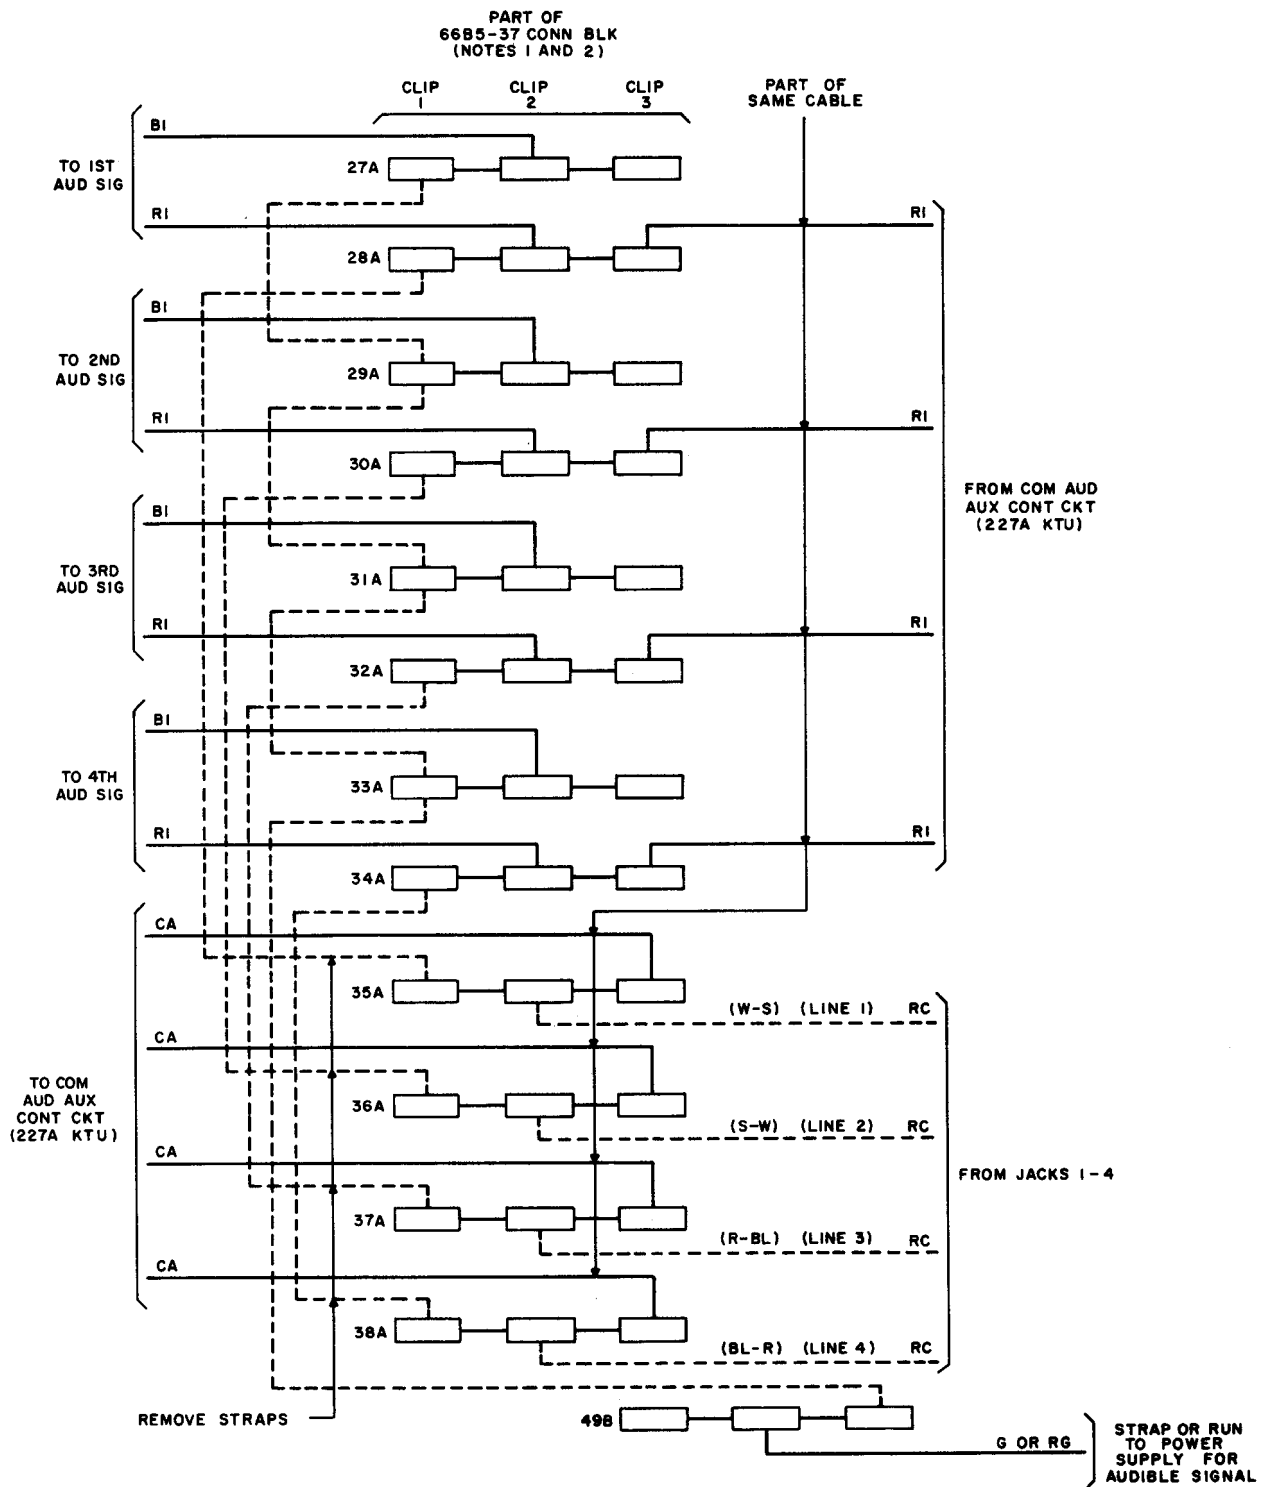 PART OF
66B5-37 CONN BLK
(NOTES 1 AND 2)
CLIP
1
CLIP
2
CLIP
3
PART OF
SAME CABLE
TO 1ST
AUD SIG
B1
27A
R1
R1
28A
TO 2ND
AUD SIG
B1
29A
R1
R1
30A
FROM COM AUD
AUX CONT CKT
(227A KTU)
TO 3RD
AUD SIG
B1
31A
R1
R1
32A
TO 4TH
AUD SIG
B1
33A
R1
R1
34A
TO COM
AUD AUX
CONT CKT
(227A KTU)
CA
35A
(W-S) (LINE 1) RC
CA
36A
(S-W) (LINE 2) RC
FROM JACKS 1-4
CA
37A
(R-BL) (LINE 3) RC
CA
38A
(BL-R) (LINE 4) RC
REMOVE STRAPS
49B
G OR RG
STRAP OR RUN
TO POWER
SUPPLY FOR
AUDIBLE SIGNAL